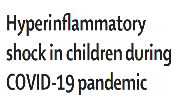 Hyperinflammatory
shock in children during
COVID-19 pandemic